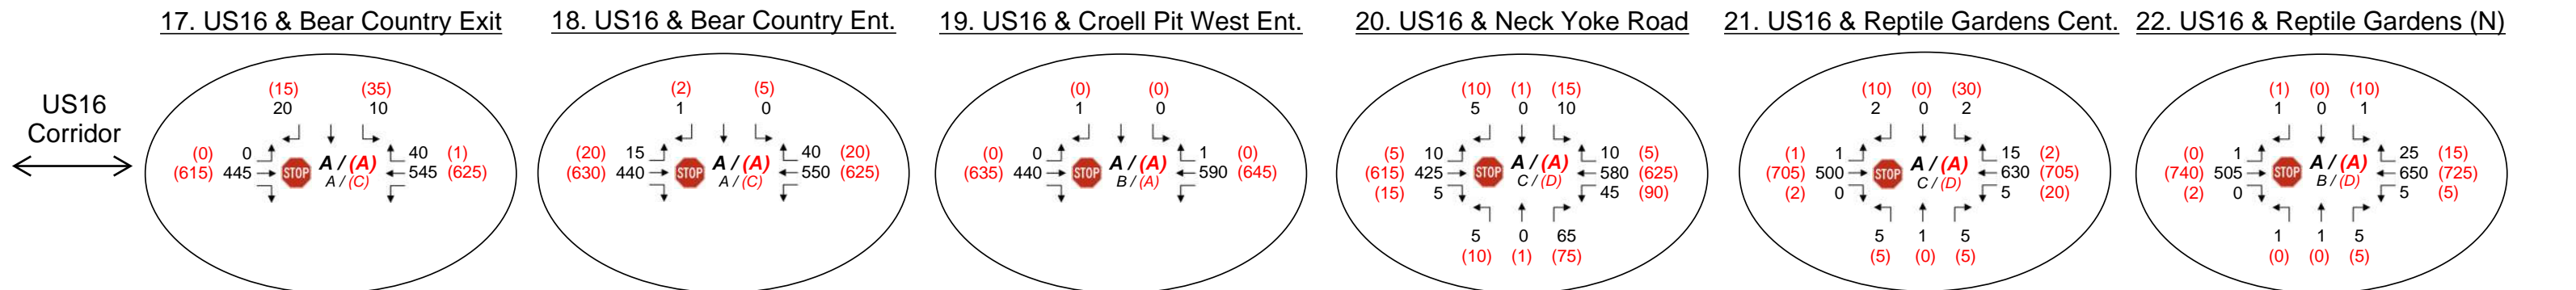 17. US16 & Bear Country Exit
18. US16 & Bear Country Ent.
19. US16 & Croell Pit West Ent.
20. US16 & Neck Yoke Road
21. US16 & Reptile Gardens Cent.
22. US16 & Reptile Gardens (N)
US16
Corridor
(15) (35)
20 10
(0) 0
(615) 445
STOP
A / (A)
A / (C)
40 (1)
545 (625)
(2) (5)
1 0
(20) 15
(630) 440
STOP
A / (A)
A / (C)
40 (20)
550 (625)
(0) (0)
1 0
(0) 0
(635) 440
STOP
A / (A)
B / (A)
1 (0)
590 (645)
(10) (1) (15)
5 0 10
(5) 10
(615) 425
(15) 5
STOP
A / (A)
C / (D)
10 (5)
580 (625)
45 (90)
5 0 65
(10) (1) (75)
(10) (0) (30)
2 0 2
(1) 1
(705) 500
(2) 0
STOP
A / (A)
C / (D)
15 (2)
630 (705)
5 (20)
5 1 5
(5) (0) (5)
(1) (0) (10)
1 0 1
(0) 1
(740) 505
(2) 0
STOP
A / (A)
B / (D)
25 (15)
650 (725)
5 (5)
1 1 5
(0) (0) (5)